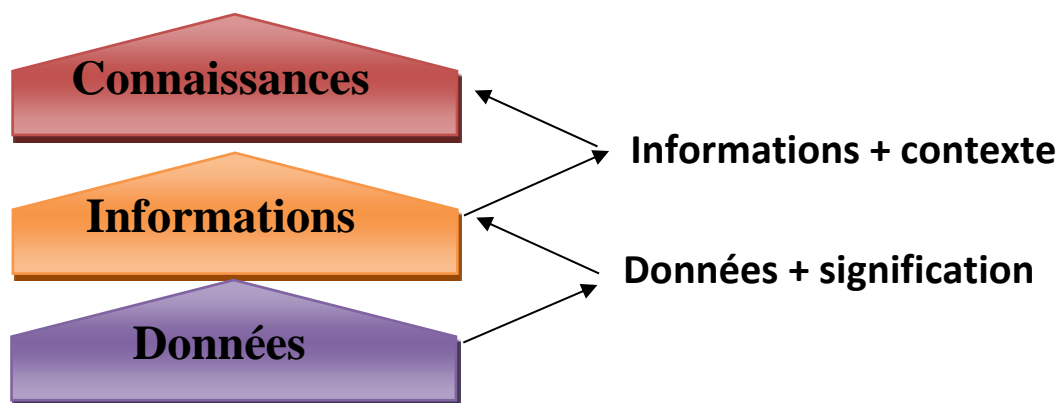 Connaissances
Informations + contexte
Informations
Données + signification
Données